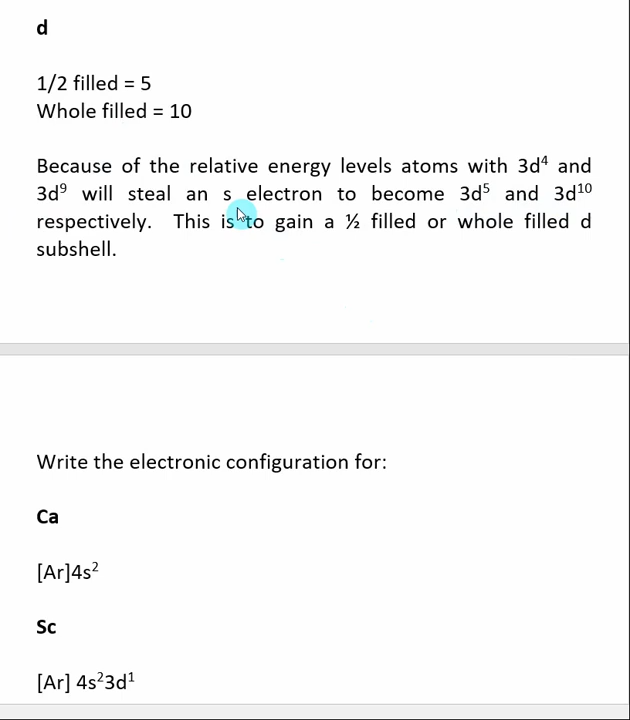 d
1/2 filled = 5
Whole filled = 10
Because of the relative energy levels atoms with 3d⁴ and
3d⁹ will steal an s electron to become 3d⁵ and 3d¹⁰
respectively. This is to gain a ½ filled or whole filled d
subshell.
Write the electronic configuration for:
Ca
[Ar]4s²
Sc
[Ar] 4s²3d¹